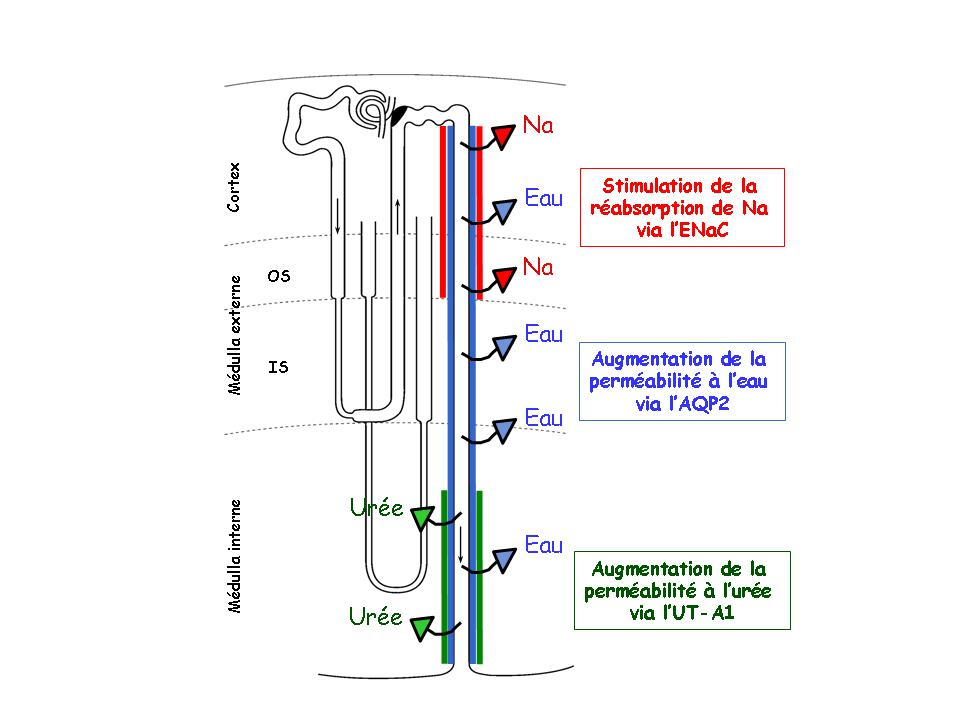 Na
Cortex
Eau
Stimulation de la
réabsorption de Na
via l'ENaC
Na
OS
Médulla externe
Eau
IS
Augmentation de la
perméabilité à l'eau
via l'AQP2
Eau
Urée
Eau
Médulla interne
Augmentation de la
perméabilité à l'urée
via l'UT-A1
Urée